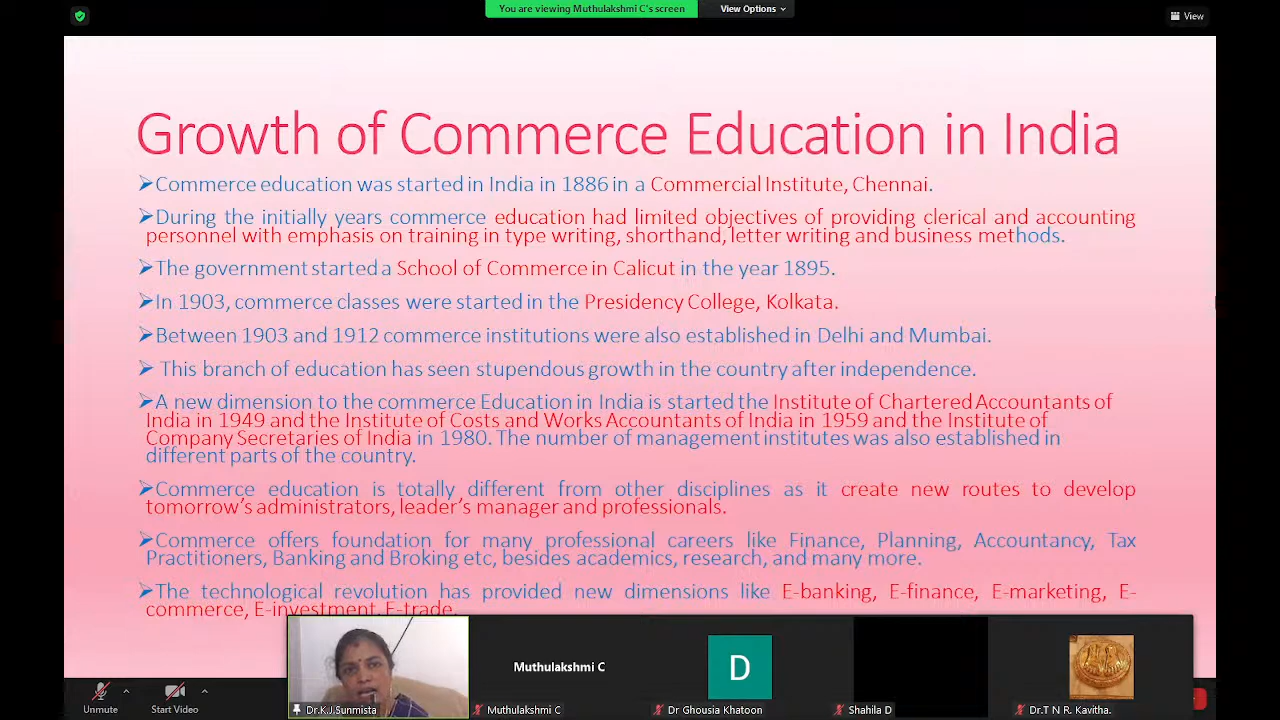 You are viewing Muthulakshmi C's screen
View Options
View
Growth of Commerce Education in India
➢Commerce education was started in India in 1886 in a Commercial Institute, Chennai.
➢During the initially years commerce education had limited objectives of providing clerical and accounting
personnel with emphasis on training in type writing, shorthand, letter writing and business methods.
➢The government started a School of Commerce in Calicut in the year 1895.
➢In 1903, commerce classes were started in the Presidency College, Kolkata.
➢Between 1903 and 1912 commerce institutions were also established in Delhi and Mumbai.
➢ This branch of education has seen stupendous growth in the country after independence.
➢A new dimension to the commerce Education in India is started the Institute of Chartered Accountants of
India in 1949 and the Institute of Costs and Works Accountants of India in 1959 and the Institute of
Company Secretaries of India in 1980. The number of management institutes was also established in
different parts of the country.
➢Commerce education is totally different from other disciplines as it create new routes to develop
tomorrow's administrators, leader's manager and professionals.
➢Commerce offers foundation for many professional careers like Finance, Planning, Accountancy, Tax
Practitioners, Banking and Broking etc, besides academics, research, and many more.
➢The technological revolution has provided new dimensions like E-banking, E-finance, E-marketing, E-
commerce, E-investment, E-trade.
Muthulakshmi C
D
Unmute
Start Video
Dr.K.J.Sunmista
Muthulakshmi C
Dr Ghousia Khatoon
Shahila D
Dr.T N R. Kavitha.